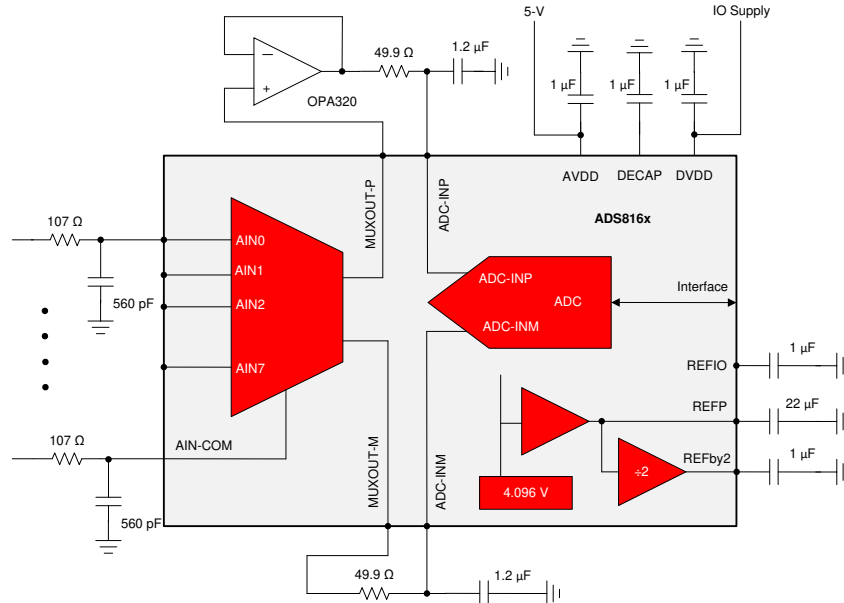 5-V
IO Supply
49.9 Ω
1.2 µF
−
+
OPA320
1 µF
1 µF
1 µF
AVDD
DECAP
DVDD
MUXOUT-P
ADC-INP
ADS816x
107 Ω
560 pF
AIN0
AIN1
AIN2
AIN7
ADC-INP
ADC
ADC-INM
Interface
REFIO
1 µF
REFP
22 µF
REFby2
1 µF
÷2
4.096 V
107 Ω
AIN-COM
560 pF
MUXOUT-M
ADC-INM
49.9 Ω
1.2 µF